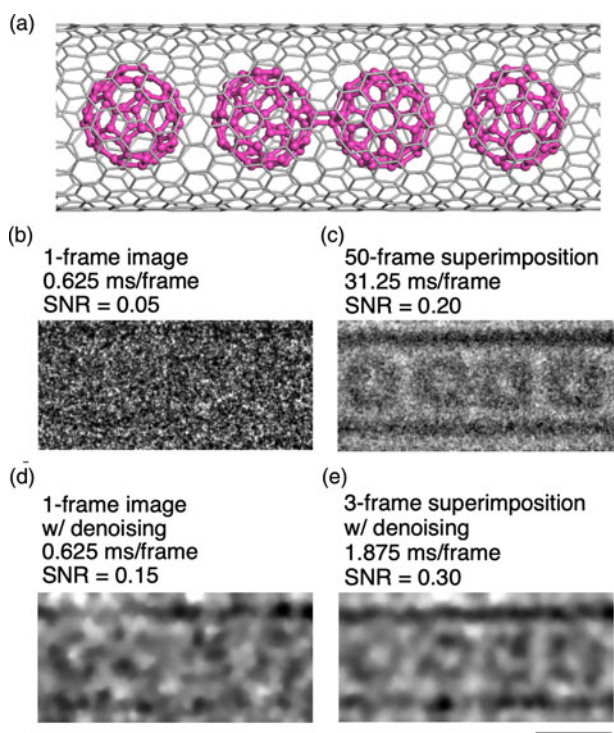 (a)
(b)
1-frame image
0.625 ms/frame
SNR = 0.05
(c)
50-frame superimposition
31.25 ms/frame
SNR = 0.20
(d)
1-frame image
w/ denoising
0.625 ms/frame
SNR = 0.15
(e)
3-frame superimposition
w/ denoising
1.875 ms/frame
SNR = 0.30